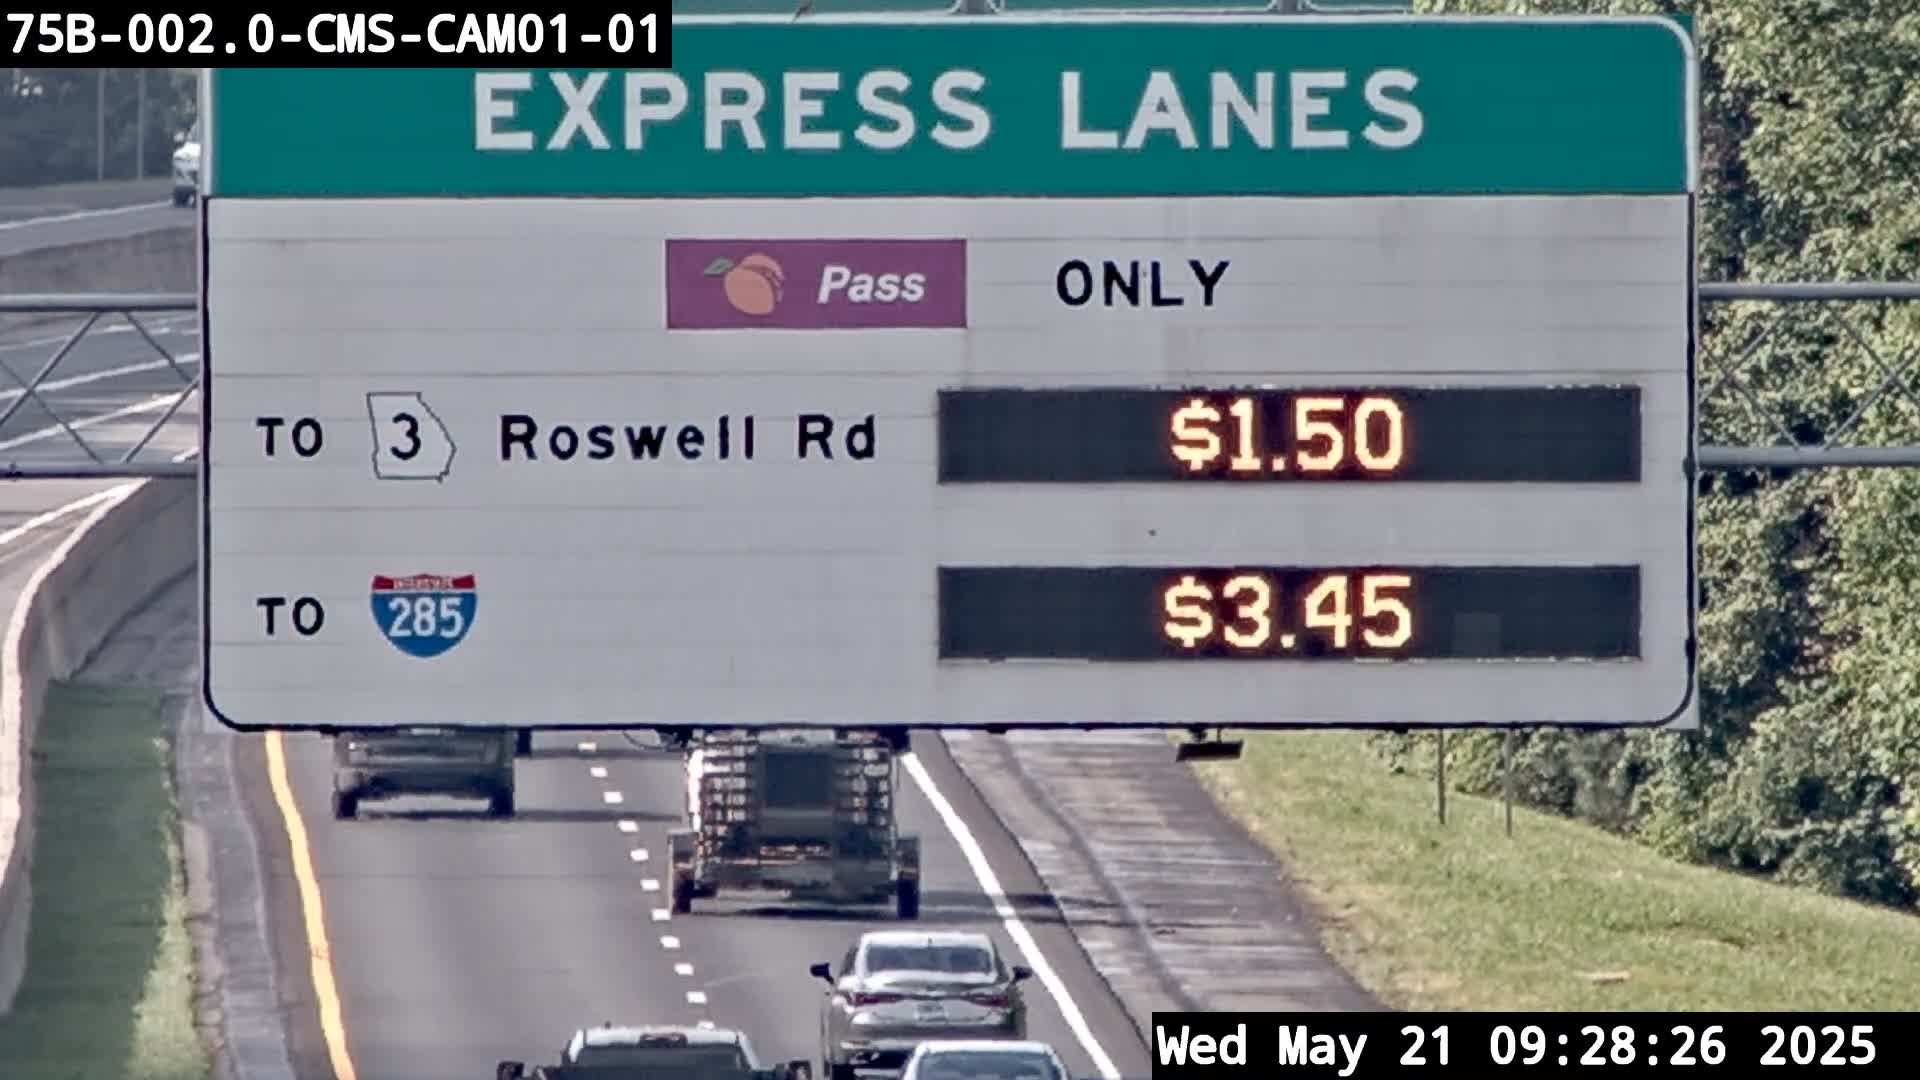 75B-002.0-CMS-CAM01-01
EXPRESS LANES
Pass ONLY
TO 3 Roswell Rd $1.50
INTERSTATE
TO 285 $3.45
Wed May 21 09:28:26 2025